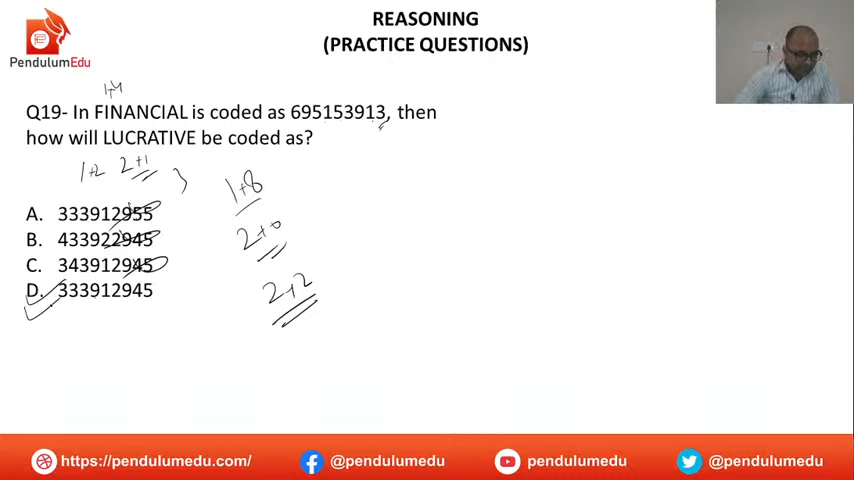 REASONING
(PRACTICE QUESTIONS)
PendulumEdu
1+4
Q19- In FINANCIAL is coded as 695153913, then
how will LUCRATIVE be coded as?
1+2 2+1 3
1+8
A. 333912955
2+0
B. 433922945
C. 343912945
2+2
D. 333912945
https://pendulumedu.com/ @pendulumedu pendulumedu @pendulumedu